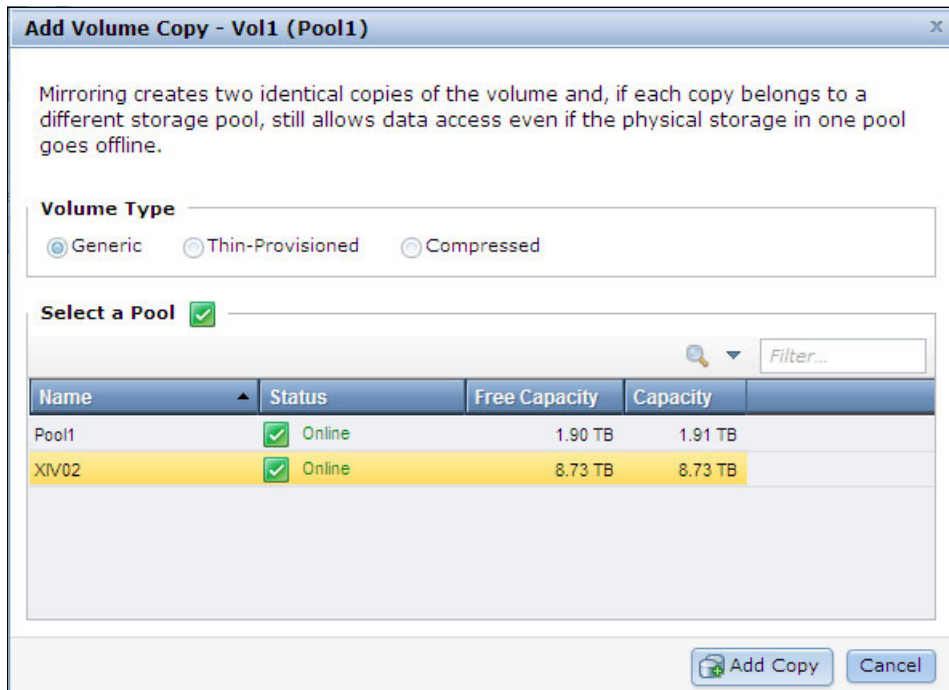 Add Volume Copy - Vol1 (Pool1)
x
Mirroring creates two identical copies of the volume and, if each copy belongs to a
different storage pool, still allows data access even if the physical storage in one pool
goes offline.
Volume Type
Generic Thin-Provisioned Compressed
Select a Pool
Filter...
Name Status Free Capacity Capacity
Pool1 Online 1.90 TB 1.91 TB
XIV02 Online 8.73 TB 8.73 TB
Add Copy Cancel